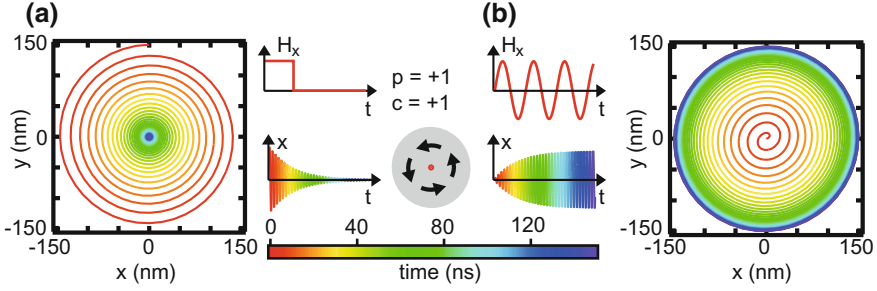 (a)
150
0
-150
y (nm)
-150
0
150
x (nm)
Hx
t
x
t
p = +1
c = +1
(b)
Hx
t
x
t
0
40
80
120
time (ns)
150
0
-150
y (nm)
-150
0
150
x (nm)